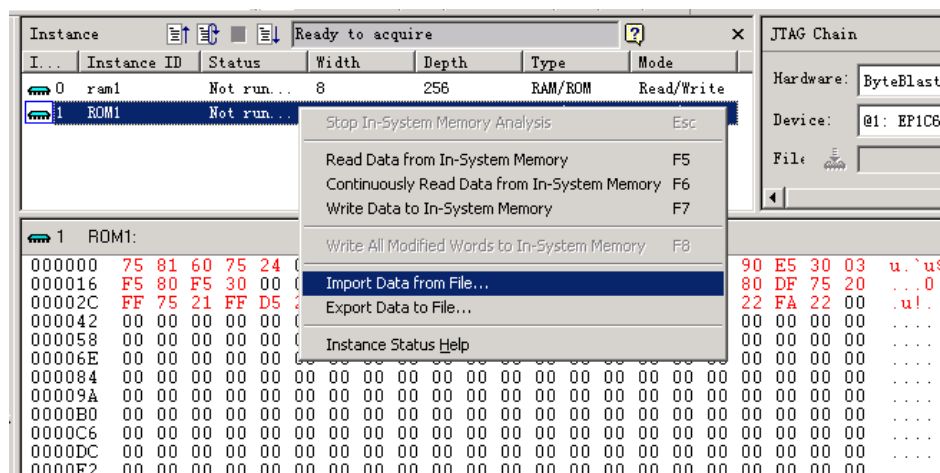 Instance Ready to acquire
I... Instance ID Status Width Depth Type Mode
0 ram1 Not run... 8 256 RAM/ROM Read/Write
1 ROM1 Not run...
Stop In-System Memory Analysis Esc
Read Data from In-System Memory F5
Continuously Read Data from In-System Memory F6
Write Data to In-System Memory F7
Write All Modified Words to In-System Memory F8
Import Data from File...
Export Data to File...
Instance Status Help
JTAG Chain
Hardware: ByteBlast
Device: @1: EP1C6
File
1 ROM1:
000000 75 81 60 75 24 90 E5 30 03 u.`u$
000016 F5 80 F5 30 00 80 DF 75 20 ...0
00002C FF 75 21 FF D5 22 FA 22 00 .u!.
000042 00 00 00 00 00 00 00 00 00 ....
000058 00 00 00 00 00 00 00 00 00 ....
00006E 00 00 00 00 00 00 00 00 00 ....
000084 00 00 00 00 00 00 00 00 00 00 00 00 00 00 00 00 00 00 00 00 00 00 ....
00009A 00 00 00 00 00 00 00 00 00 00 00 00 00 00 00 00 00 00 00 00 00 00 ....
0000B0 00 00 00 00 00 00 00 00 00 00 00 00 00 00 00 00 00 00 00 00 00 00 ....
0000C6 00 00 00 00 00 00 00 00 00 00 00 00 00 00 00 00 00 00 00 00 00 00 ....
0000DC 00 00 00 00 00 00 00 00 00 00 00 00 00 00 00 00 00 00 00 00 00 00 ....
0000F2 00 00 00 00 00 00 00 00 00 00 00 00 00 00